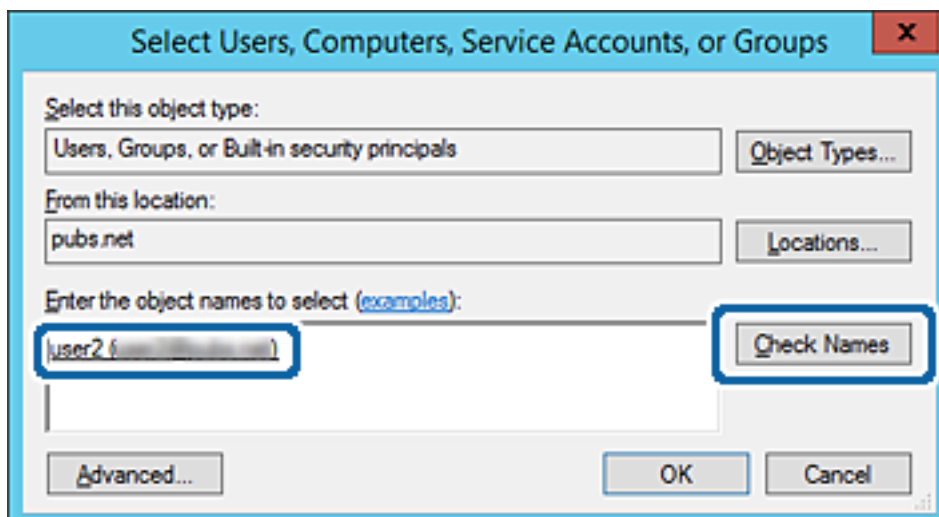 Select Users, Computers, Service Accounts, or Groups
x
Select this object type:
Users, Groups, or Built-in security principals
Object Types...
From this location:
pubs.net
Locations...
Enter the object names to select (examples):
user2 ( )
Check Names
Advanced...
OK
Cancel